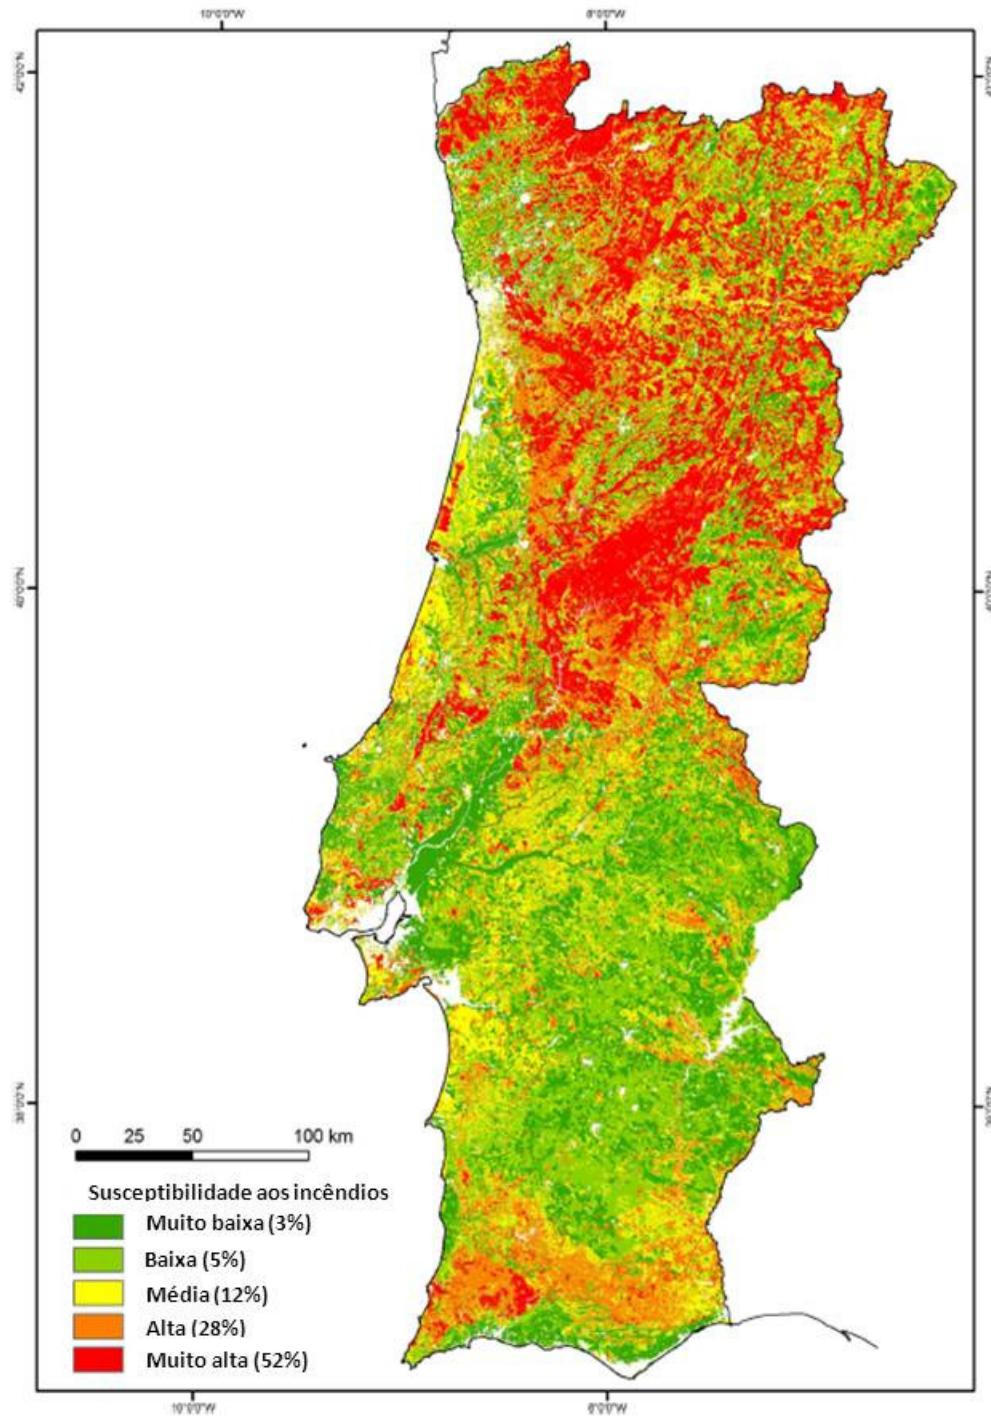 10°0'0"W 8°0'0"W
42°0'0"N
40°0'0"N
38°0'0"N
0 25 50 100 km
Susceptibilidade aos incêndios
Muito baixa (3%)
Baixa (5%)
Média (12%)
Alta (28%)
Muito alta (52%)
10°0'0"W 8°0'0"W